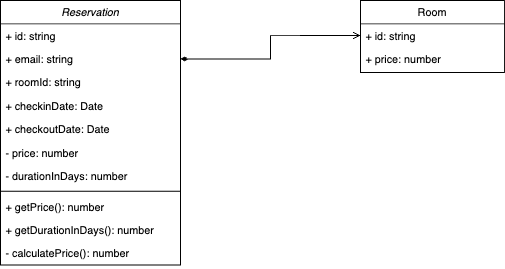 Reservation
+ id: string
+ email: string
+ roomId: string
+ checkinDate: Date
+ checkoutDate: Date
- price: number
- durationInDays: number
+ getPrice(): number
+ getDurationInDays(): number
- calculatePrice(): number
Room
+ id: string
+ price: number